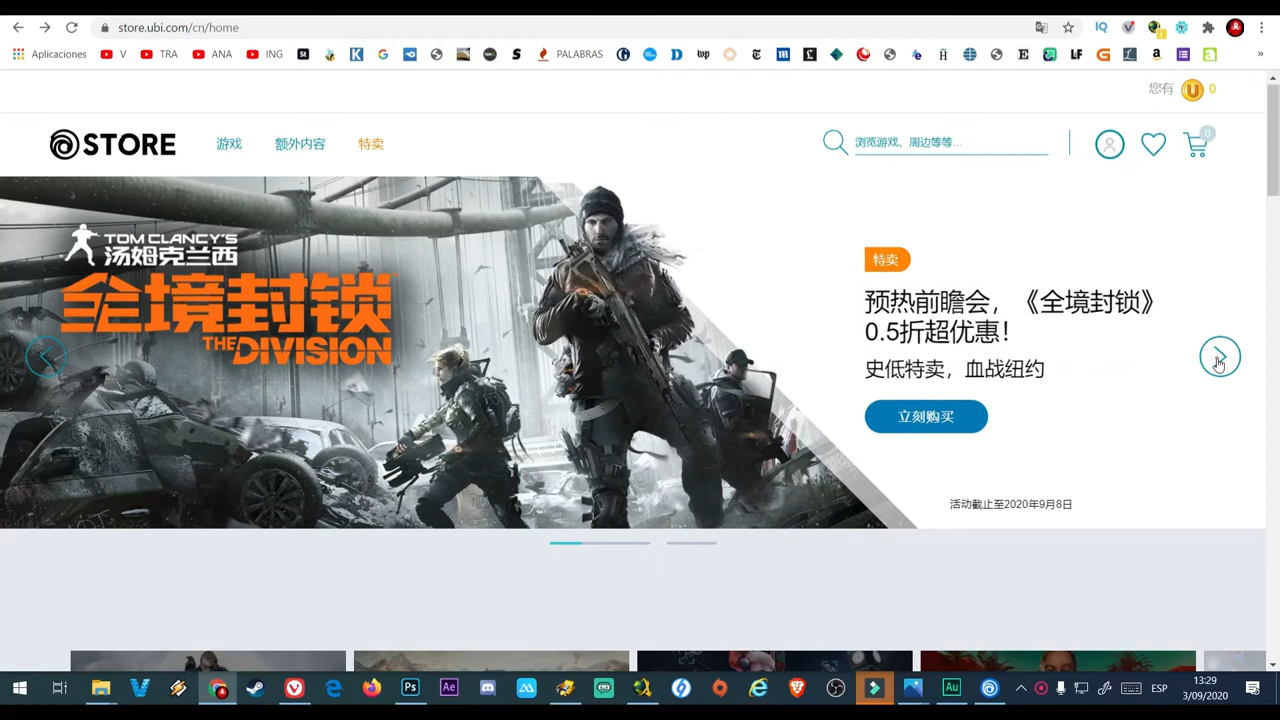 store.ubi.com/cn/home
Aplicaciones
V
TRA
ANA
ING
PALABRAS
»
您有
0
STORE
游戏
额外内容
特卖
浏览游戏、周边等等...
0
TOM CLANCY'S
汤姆克兰西
全境封锁
THE DIVISION
特卖
预热前瞻会，《全境封锁》
0.5折超优惠！
史低特卖，血战纽约
立刻购买
活动截止至2020年9月8日
ESP
13:29
3/09/2020